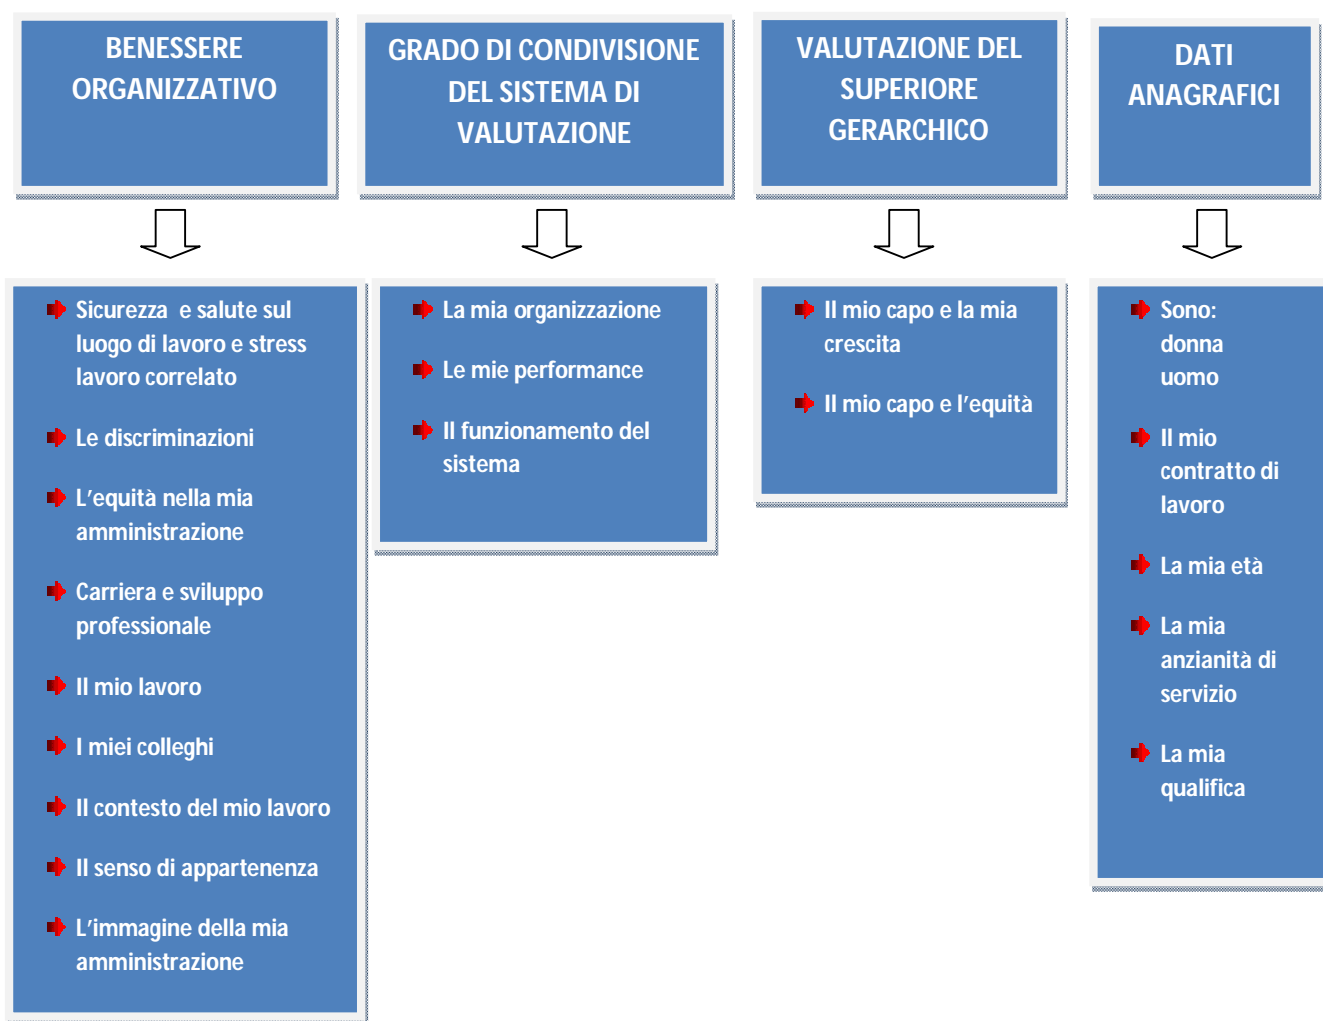 BENESSERE
ORGANIZZATIVO
GRADO DI CONDIVISIONE
DEL SISTEMA DI
VALUTAZIONE
VALUTAZIONE DEL
SUPERIORE
GERARCHICO
DATI
ANAGRAFICI
Sicurezza e salute sul
luogo di lavoro e stress
lavoro correlato
Le discriminazioni
L'equità nella mia
amministrazione
Carriera e sviluppo
professionale
Il mio lavoro
I miei colleghi
Il contesto del mio lavoro
Il senso di appartenenza
L'immagine della mia
amministrazione
La mia organizzazione
Le mie performance
Il funzionamento del
sistema
Il mio capo e la mia
crescita
Il mio capo e l'equità
Sono:
donna
uomo
Il mio
contratto di
lavoro
La mia età
La mia
anzianità di
servizio
La mia
qualifica